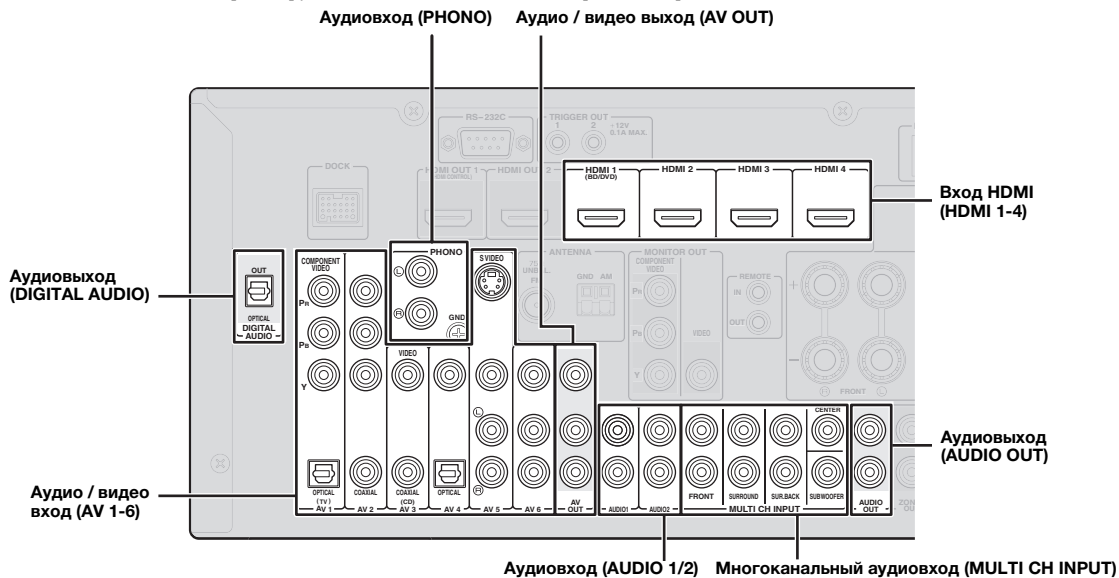 Аудиовход (PHONO)
Аудио / видео выход (AV OUT)
RS-232C
TRIGGER OUT
1 2
+12V
0.1A MAX.
DOCK
HDMI OUT 1
(HDMI CONTROL)
HDMI OUT 2
HDMI 1
(BD/DVD)
HDMI 2
HDMI 3
HDMI 4
Вход HDMI
(HDMI 1-4)
Аудиовыход
(DIGITAL AUDIO)
OUT
OPTICAL
DIGITAL
AUDIO
COMPONENT
VIDEO
PR
PB
Y
PHONO
L
R
GND
S VIDEO
ANTENNA
75
UNBAL.
FM
GND AM
MONITOR OUT
COMPONENT
VIDEO
PR
PB
Y
VIDEO
REMOTE
IN
OUT
+
–
R FRONT L
VIDEO
L
R
OPTICAL
(TV)
AV 1
COAXIAL
AV 2
COAXIAL
(CD)
AV 3
OPTICAL
AV 4
AV 5
AV 6
AV
OUT
AUDIO1
AUDIO2
CENTER
FRONT
SURROUND
SUR.BACK
SUBWOOFER
MULTI CH INPUT
AUDIO
OUT
Аудиовыход
(AUDIO OUT)
Аудио / видео
вход (AV 1-6)
Аудиовход (AUDIO 1/2)
Многоканальный аудиовход (MULTI CH INPUT)